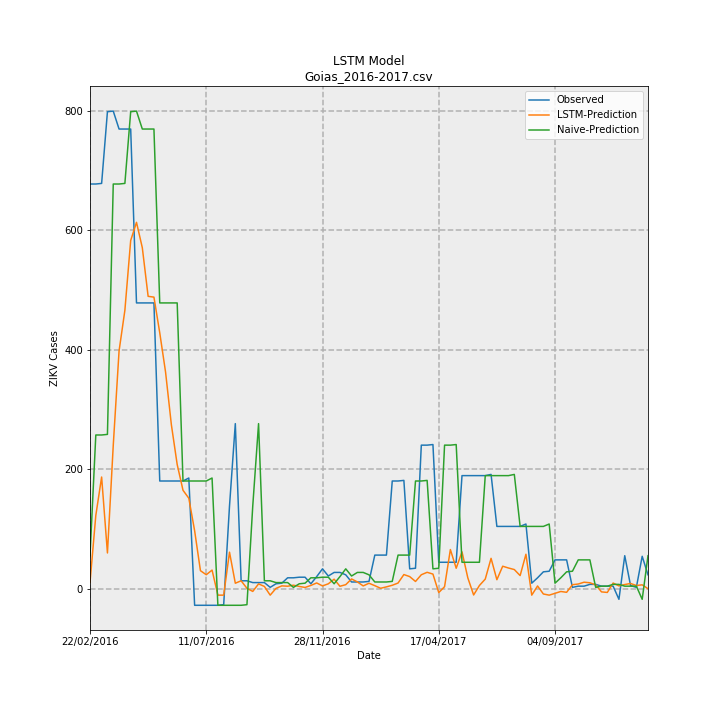 LSTM Model
Goias_2016-2017.csv
Observed
LSTM-Prediction
Naive-Prediction
800
600
400
200
0
ZIKV Cases
22/02/2016
11/07/2016
28/11/2016
17/04/2017
04/09/2017
Date